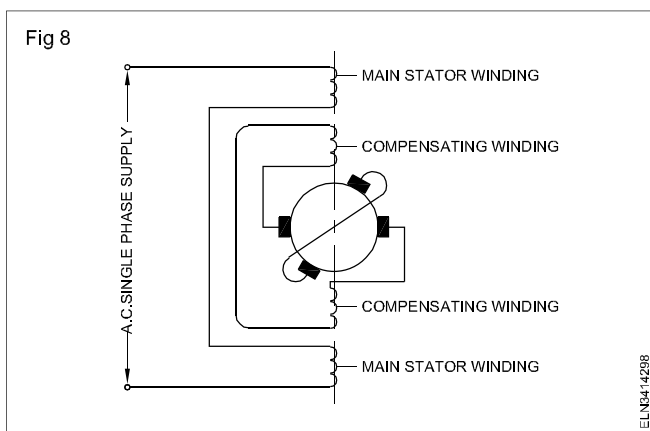 Fig 8
MAIN STATOR WINDING
COMPENSATING WINDING
A.C.SINGLE PHASE SUPPLY
COMPENSATING WINDING
MAIN STATOR WINDING
ELN3414298